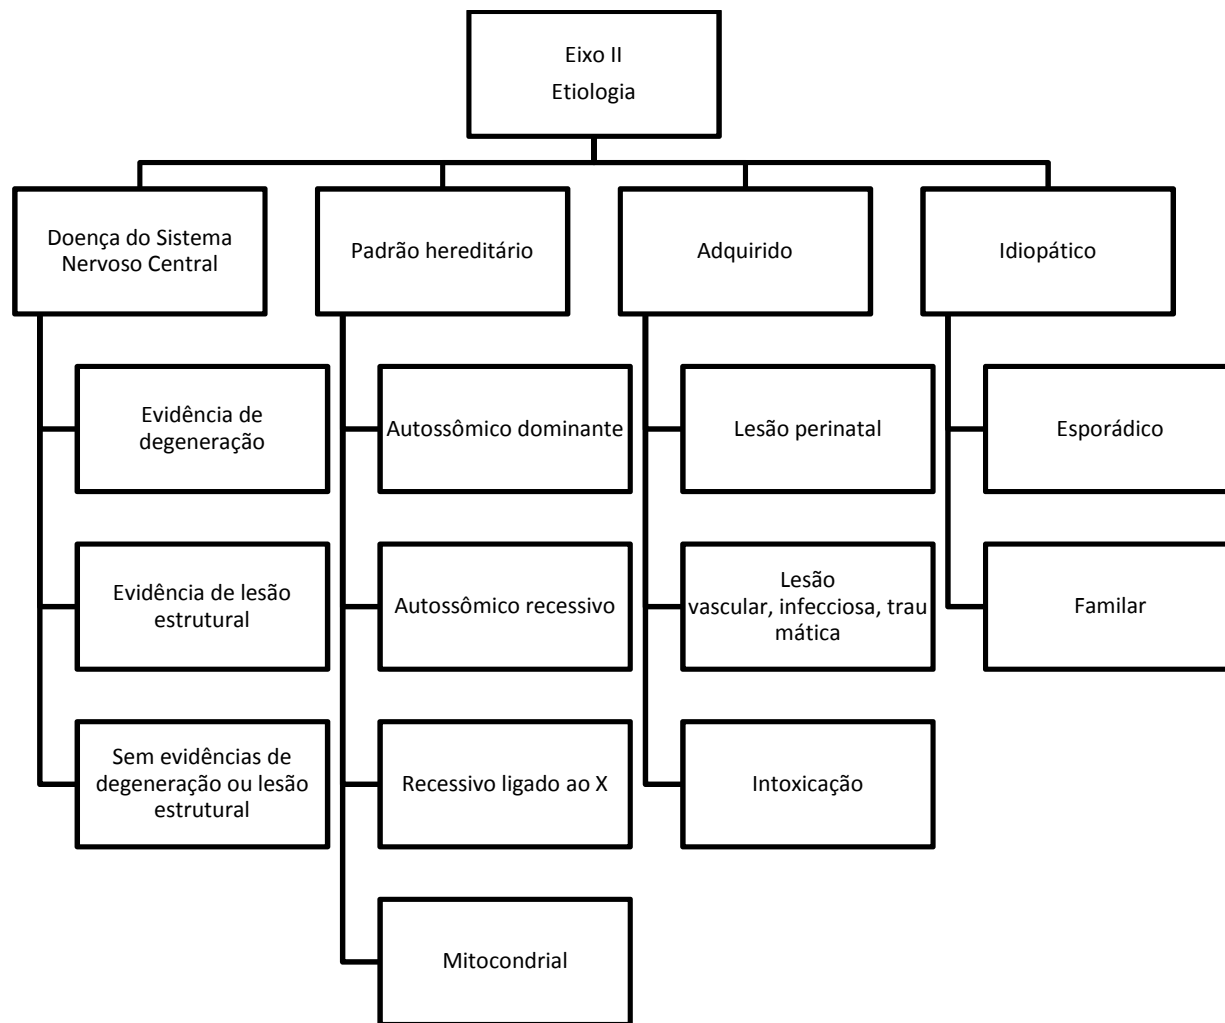 Eixo II
Etiologia
Doença do Sistema
Nervoso Central
Padrão hereditário
Adquirido
Idiopático
Evidência de
degeneração
Autossômico dominante
Lesão perinatal
Esporádico
Evidência de lesão
estrutural
Autossômico recessivo
Lesão
vascular, infecciosa, trau
mática
Familar
Sem evidências de
degeneração ou lesão
estrutural
Recessivo ligado ao X
Intoxicação
Mitocondrial